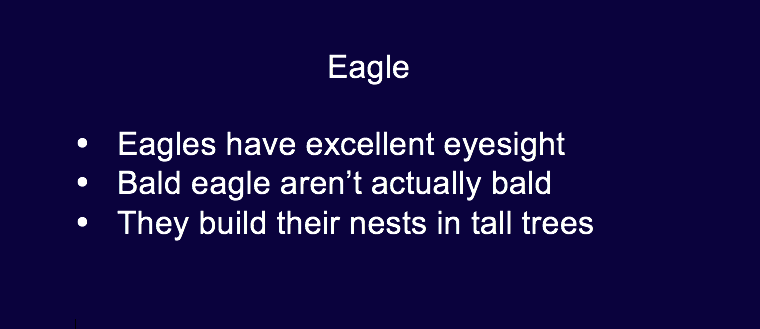 Eagle
• Eagles have excellent eyesight
• Bald eagle aren’t actually bald
• They build their nests in tall trees